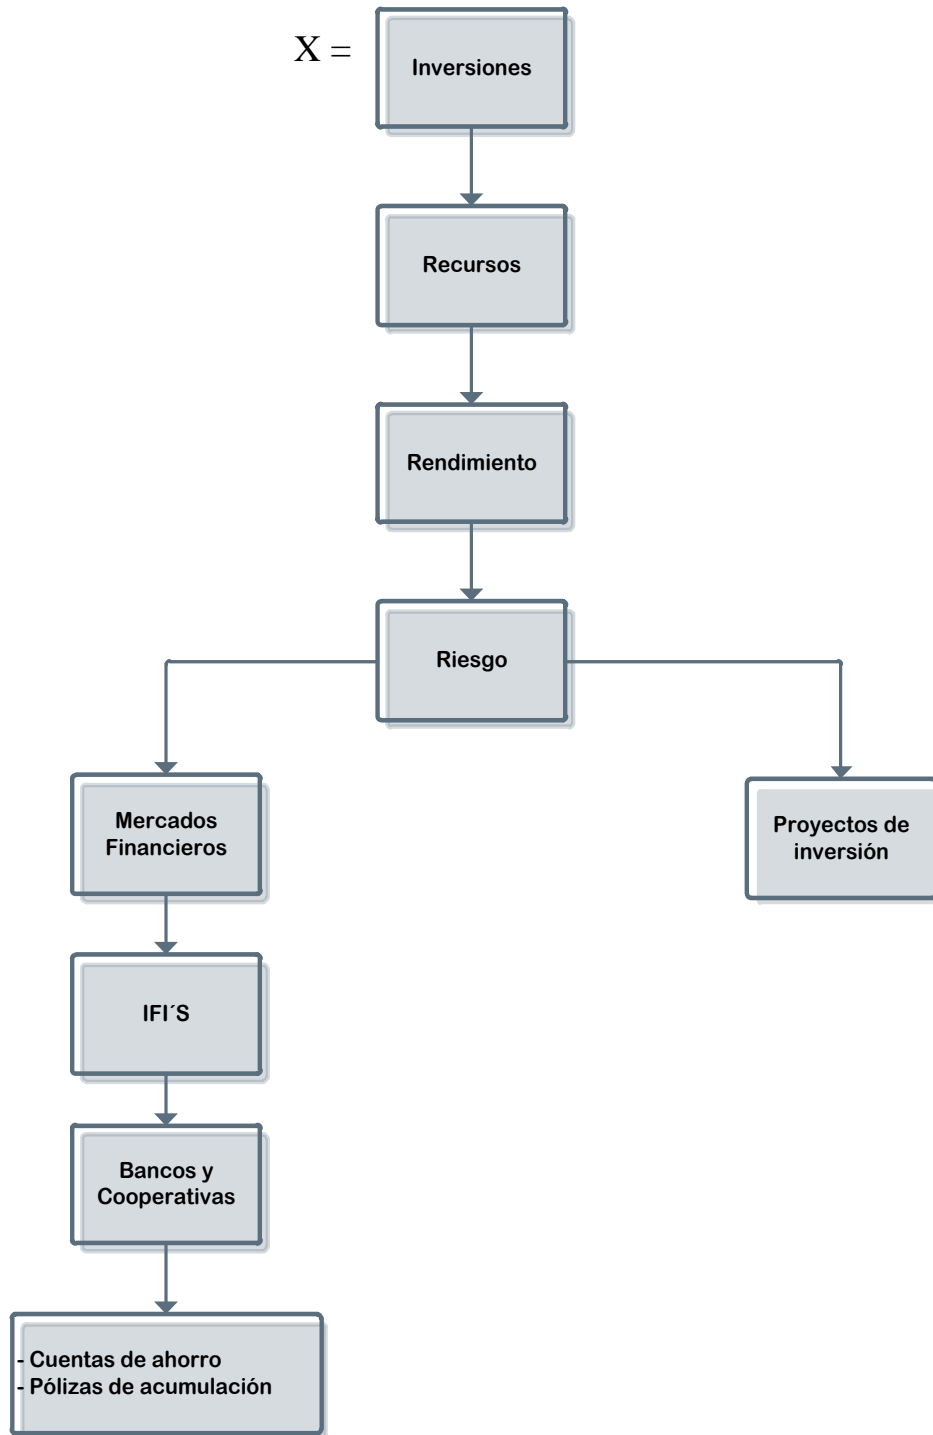 X =
Inversiones
Recursos
Rendimiento
Riesgo
Mercados
Financieros
Proyectos de
inversión
IFI´S
Bancos y
Cooperativas
- Cuentas de ahorro
- Pólizas de acumulación